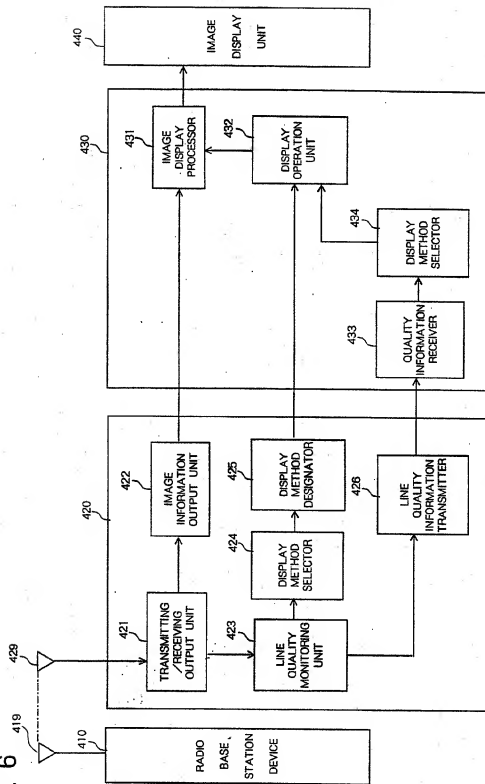 6
419
429
410
RADIO
BASE
STATION
DEVICE
420
421
TRANSMITTING
/RECEIVING
OUTPUT UNIT
422
IMAGE
INFORMATION
OUTPUT UNIT
423
LINE
QUALITY
MONITORING
UNIT
424
DISPLAY
METHOD
SELECTOR
425
DISPLAY
METHOD
DESIGNATOR
426
LINE
QUALITY
INFORMATION
TRANSMITTER
430
431
IMAGE
DISPLAY
PROCESSOR
432
DISPLAY
OPERATION
UNIT
433
QUALITY
INFORMATION
RECEIVER
434
DISPLAY
METHOD
SELECTOR
440
IMAGE
DISPLAY
UNIT